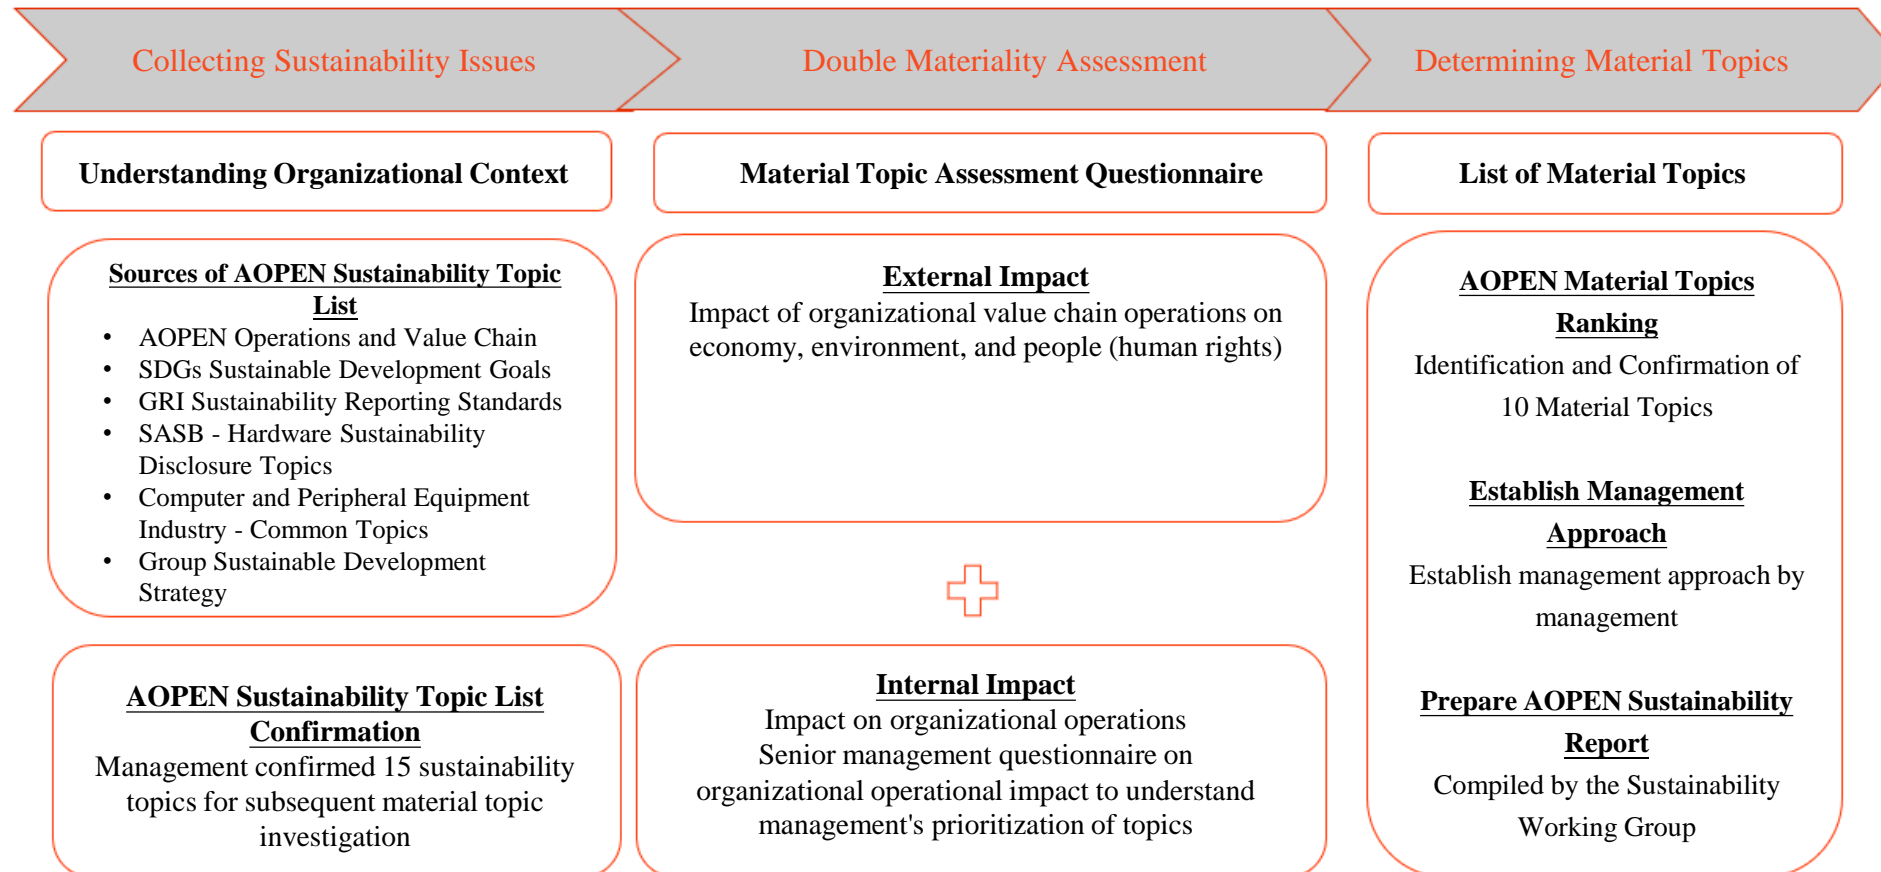 Collecting Sustainability Issues
Double Materiality Assessment
Determining Material Topics
Understanding Organizational Context
Material Topic Assessment Questionnaire
List of Material Topics
Sources of AOPEN Sustainability Topic
List
• AOPEN Operations and Value Chain
• SDGs Sustainable Development Goals
• GRI Sustainability Reporting Standards
• SASB - Hardware Sustainability
Disclosure Topics
• Computer and Peripheral Equipment
Industry - Common Topics
• Group Sustainable Development
Strategy
AOPEN Sustainability Topic List
Confirmation
Management confirmed 15 sustainability
topics for subsequent material topic
investigation
External Impact
Impact of organizational value chain operations on
economy, environment, and people (human rights)
Internal Impact
Impact on organizational operations
Senior management questionnaire on
organizational operational impact to understand
management's prioritization of topics
AOPEN Material Topics
Ranking
Identification and Confirmation of
10 Material Topics
Establish Management
Approach
Establish management approach by
management
Prepare AOPEN Sustainability
Report
Compiled by the Sustainability
Working Group